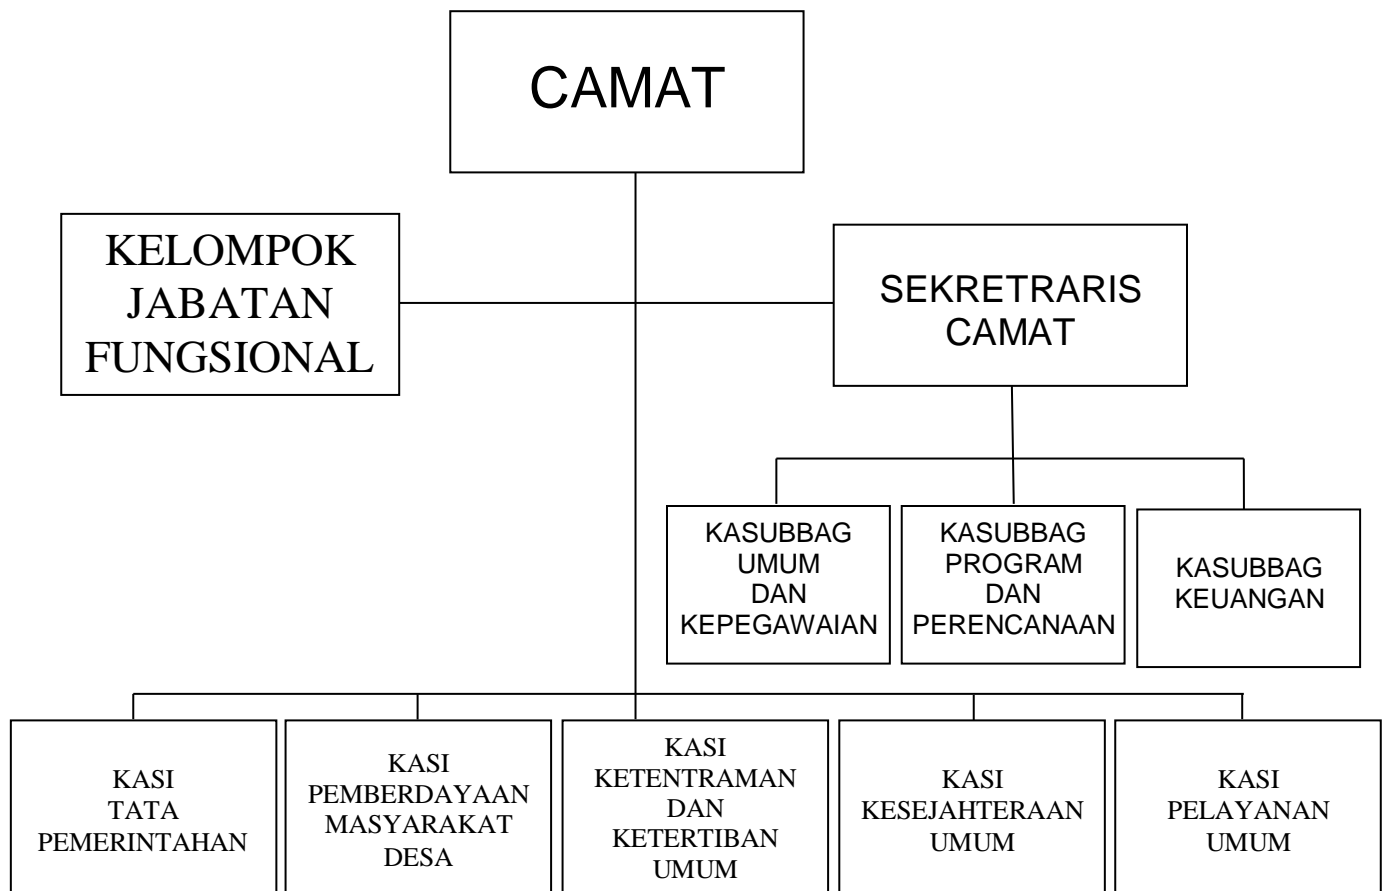 CAMAT
KELOMPOK
JABATAN
FUNGSIONAL
SEKRETRARIS
CAMAT
KASUBBAG
UMUM
DAN
KEPEGAWAIAN
KASUBBAG
PROGRAM
DAN
PERENCANAAN
KASUBBAG
KEUANGAN
KASI
TATA
PEMERINTAHAN
KASI
PEMBERDAYAAN
MASYARAKAT
DESA
KASI
KETENTRAMAN
DAN
KETERTIBAN
UMUM
KASI
KESEJAHTERAAN
UMUM
KASI
PELAYANAN
UMUM